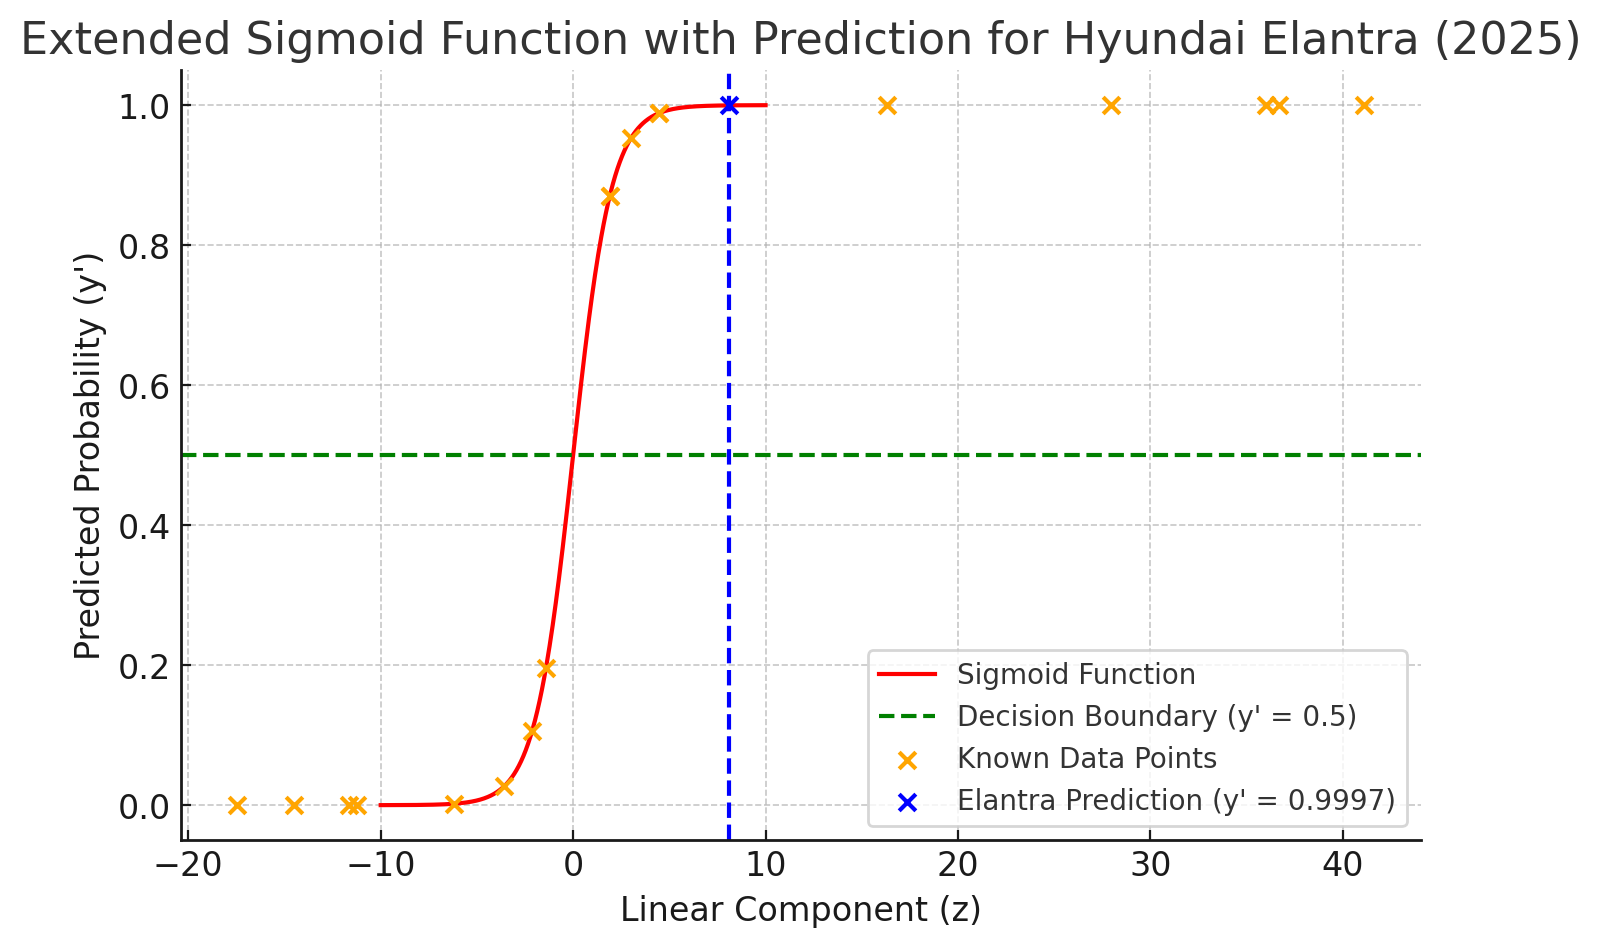 Extended Sigmoid Function with Prediction for Hyundai Elantra (2025)
Predicted Probability (y')
1.0
0.8
0.6
0.4
0.2
0.0
Sigmoid Function
Decision Boundary (y' = 0.5)
Known Data Points
Elantra Prediction (y' = 0.9997)
−20 −10 0 10 20 30 40
Linear Component (z)